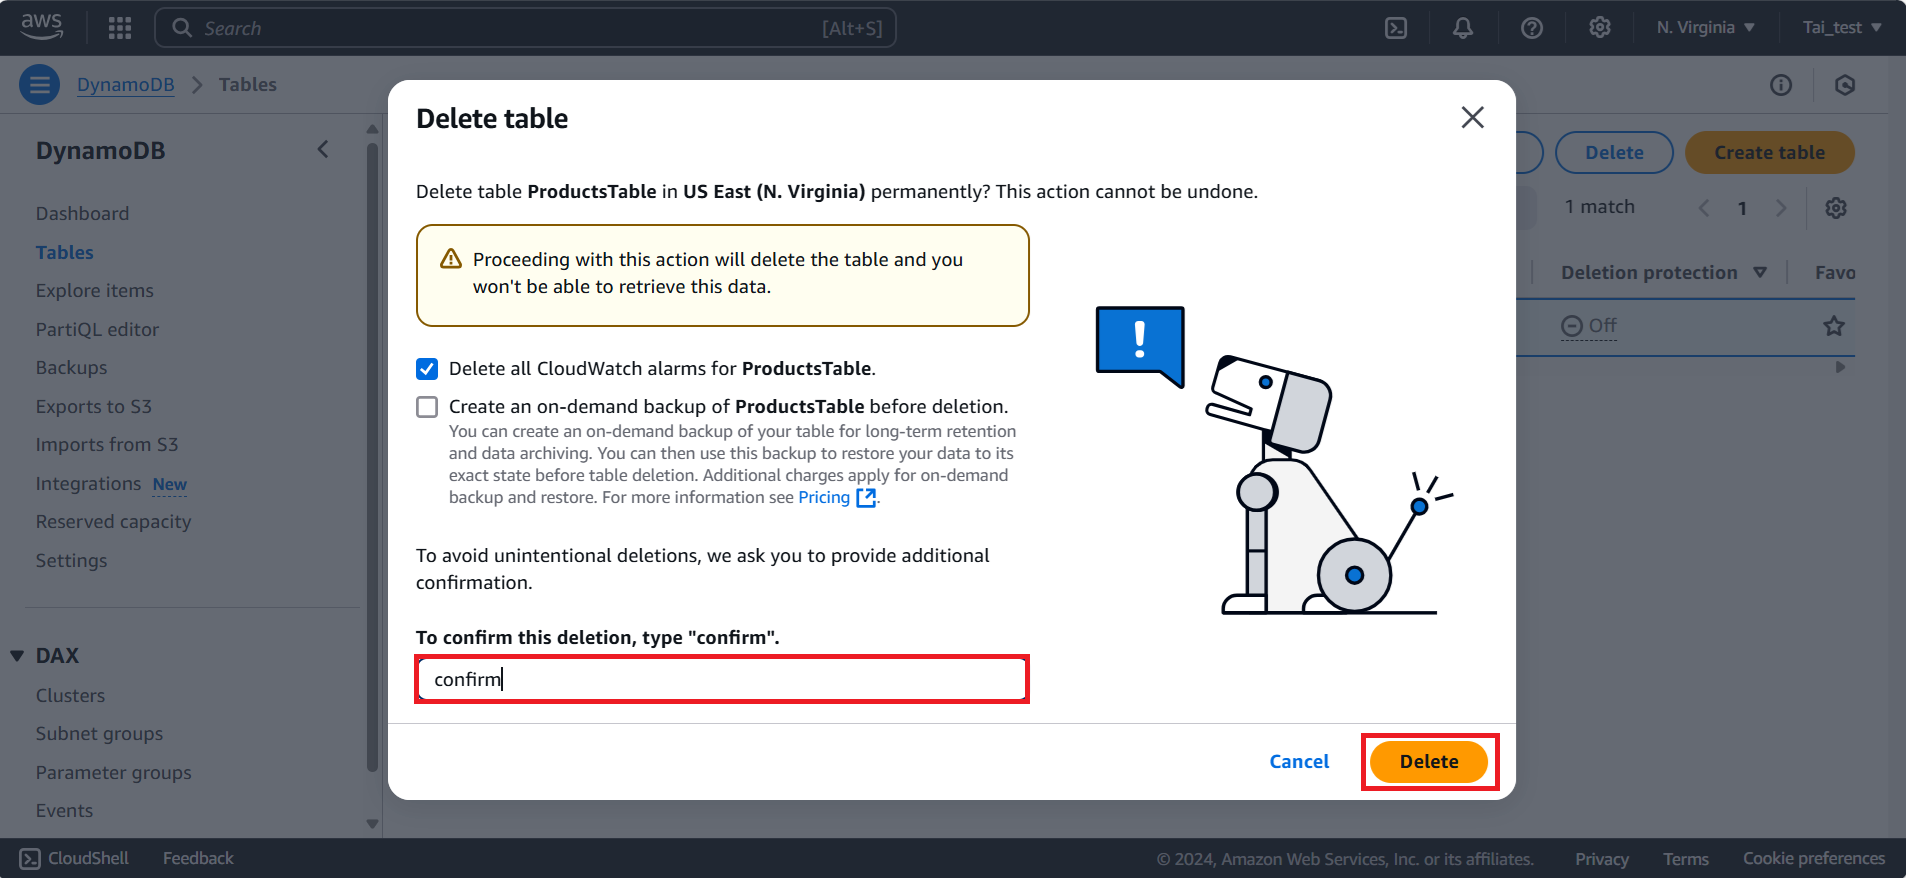 aws
Search
[Alt+S]
N. Virginia
Tai_test
DynamoDB
Tables
DynamoDB
Dashboard
Tables
Explore items
PartiQL editor
Backups
Exports to S3
Imports from S3
Integrations New
Reserved capacity
Settings
DAX
Clusters
Subnet groups
Parameter groups
Events
Delete
Create table
1 match
1
Deletion protection
Favo
Off
Delete table
Delete table ProductsTable in US East (N. Virginia) permanently? This action cannot be undone.
Proceeding with this action will delete the table and you
won't be able to retrieve this data.
!
Delete all CloudWatch alarms for ProductsTable.
Create an on-demand backup of ProductsTable before deletion.
You can create an on-demand backup of your table for long-term retention
and data archiving. You can then use this backup to restore your data to its
exact state before table deletion. Additional charges apply for on-demand
backup and restore. For more information see Pricing .
To avoid unintentional deletions, we ask you to provide additional
confirmation.
To confirm this deletion, type "confirm".
confirm
Cancel
Delete
CloudShell
Feedback
© 2024, Amazon Web Services, Inc. or its affiliates.
Privacy
Terms
Cookie preferences